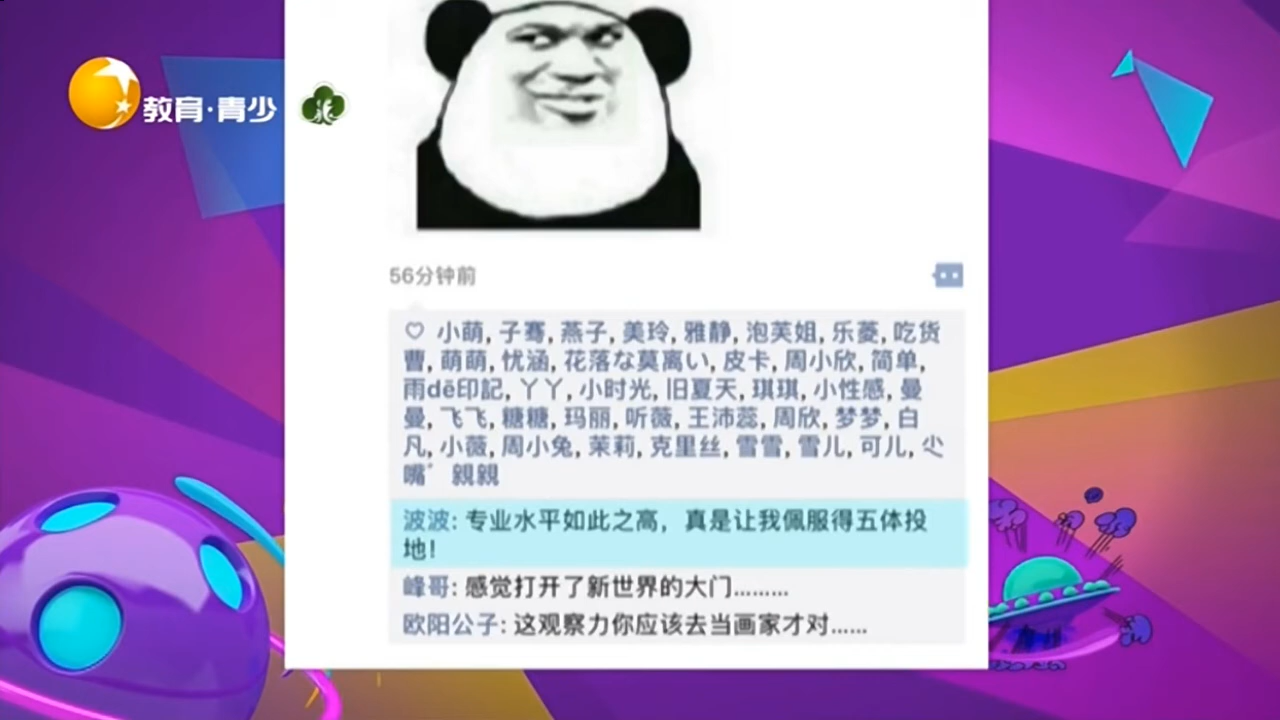 教育·青少
56分钟前
♡ 小萌, 子骞, 燕子, 美玲, 雅静, 泡芙姐, 乐菱, 吃货
曹, 萌萌, 忧涵, 花落な莫离い, 皮卡, 周小欣, 简单,
雨dē印記, 丫丫, 小时光, 旧夏天, 琪琪, 小性感, 曼
曼, 飞飞, 糖糖, 玛丽, 听薇, 王沛蕊, 周欣, 梦梦, 白
凡, 小薇, 周小兔, 茉莉, 克里丝, 雪雪, 雪儿, 可儿,
嘴゛親親
波波: 专业水平如此之高，真是让我佩服得五体投
地!
峰哥: 感觉打开了新世界的大门………
欧阳公子: 这观察力你应该去当画家才对……